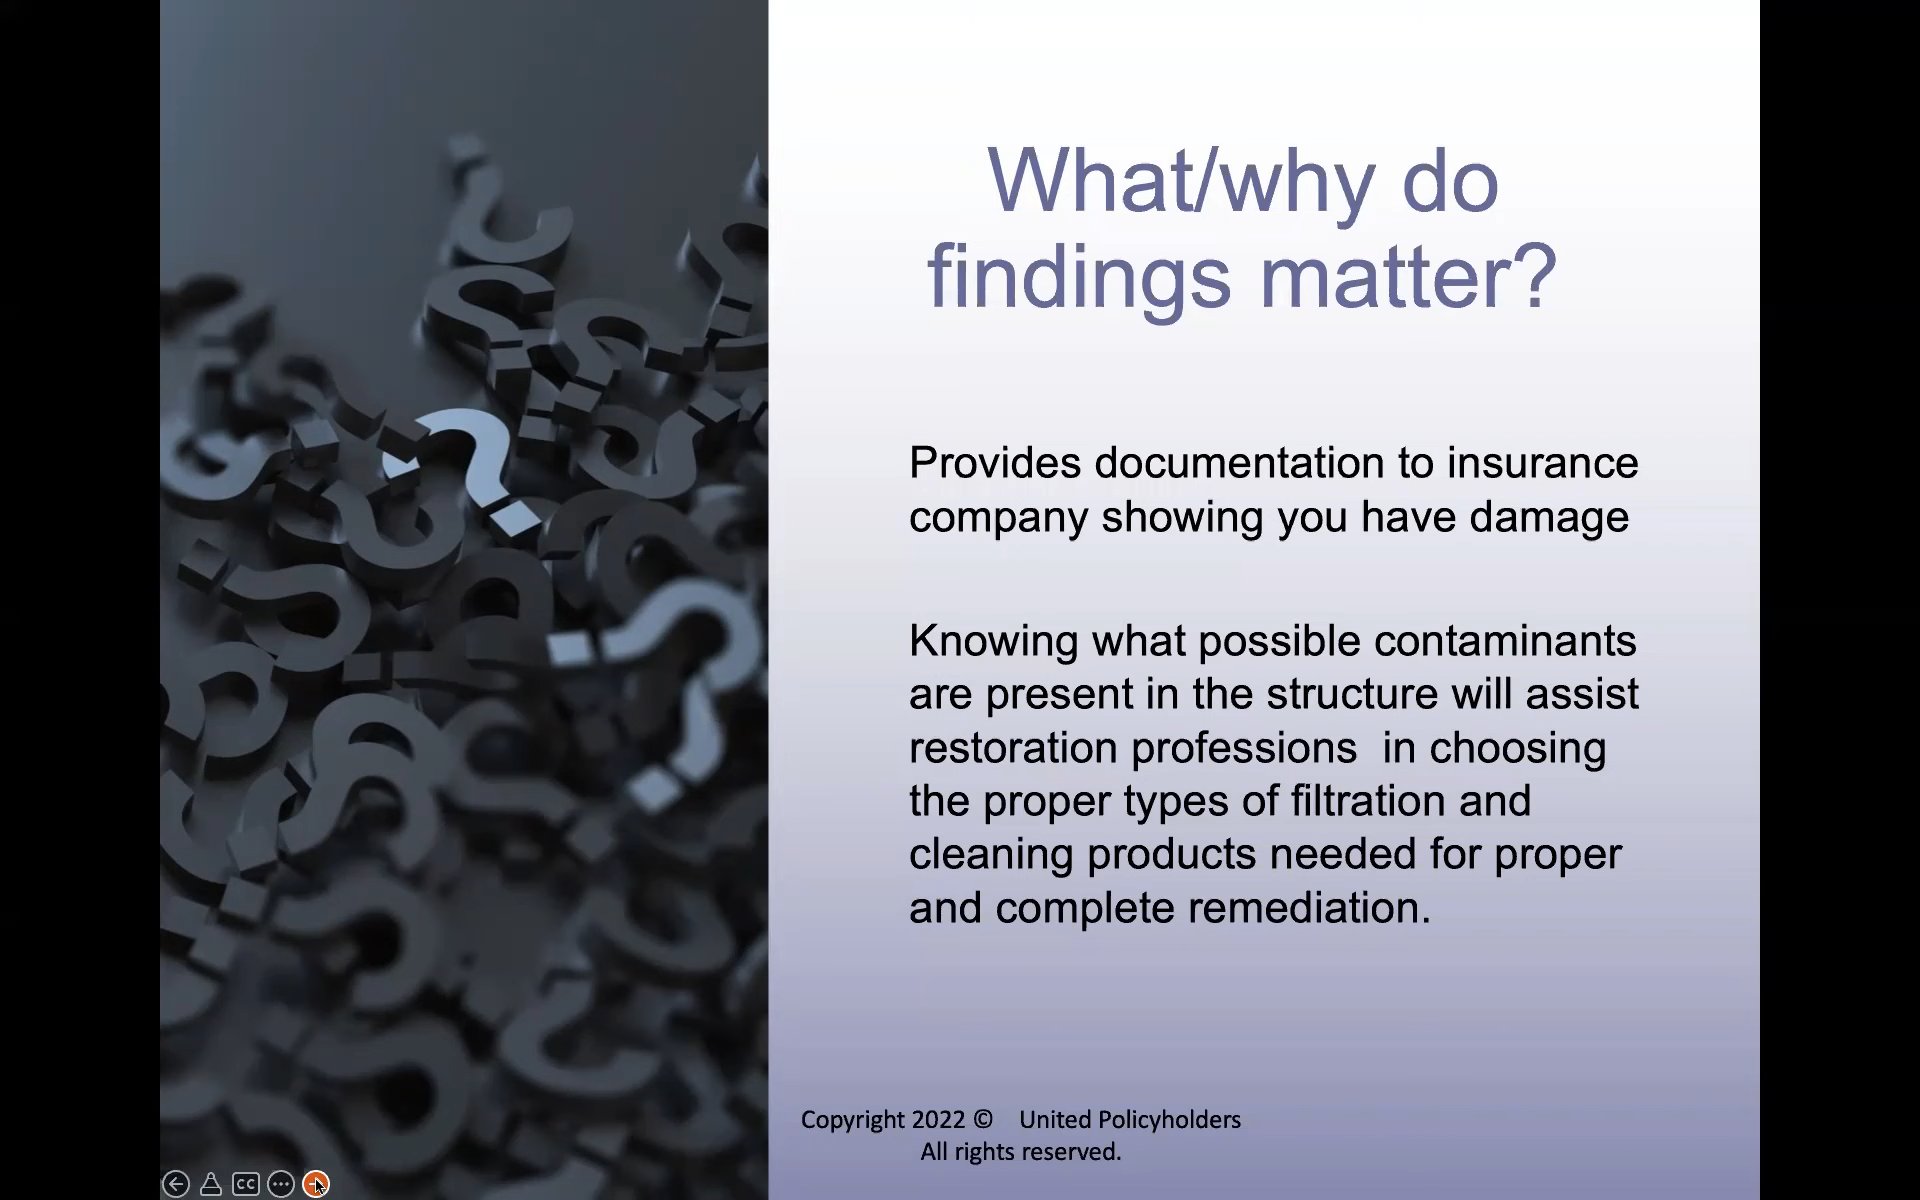 What/why do
findings matter?
Provides documentation to insurance
company showing you have damage
Knowing what possible contaminants
are present in the structure will assist
restoration professions  in choosing
the proper types of filtration and
cleaning products needed for proper
and complete remediation.
Copyright 2022 ©    United Policyholders
All rights reserved.
CC